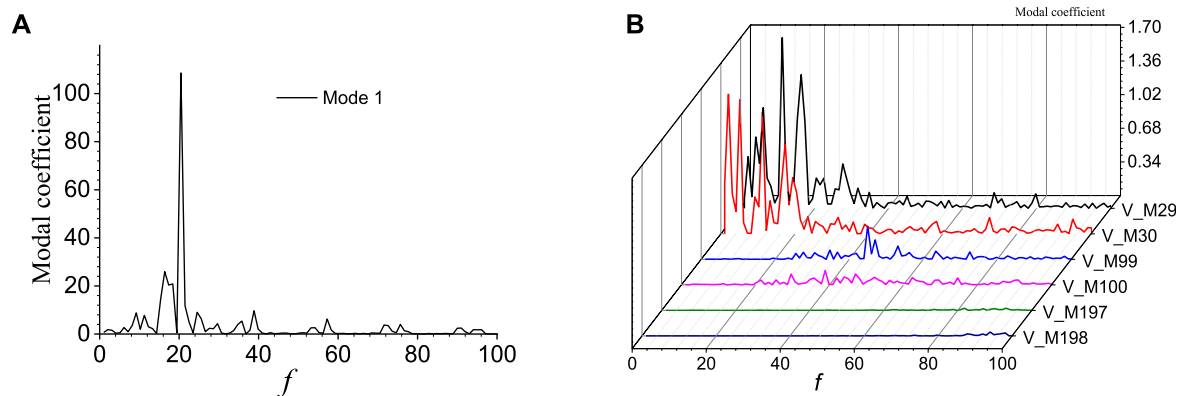 A
Modal coefficient
100
80
60
40
20
0
Mode 1
0 20 40 60 80 100
f
B
Modal coefficient
1.70
1.36
1.02
0.68
0.34
V_M29
V_M30
V_M99
V_M100
V_M197
V_M198
0 20 40 60 80 100
f